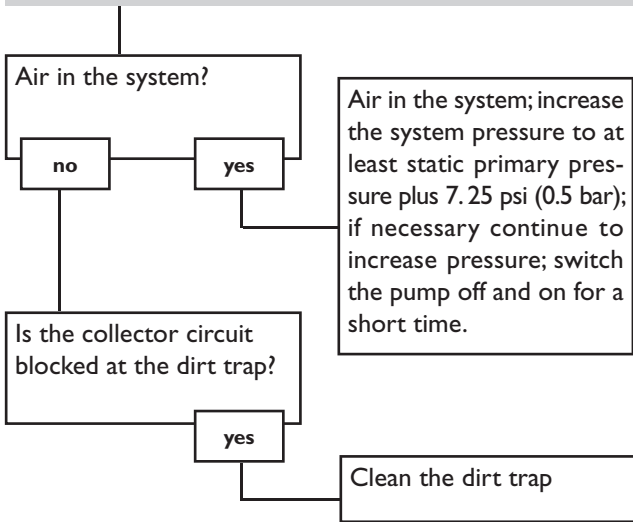 Air in the system?
no
yes
Air in the system; increase
the system pressure to at
least static primary pres-
sure plus 7. 25 psi (0.5 bar);
if necessary continue to
increase pressure; switch
the pump off and on for a
short time.
Is the collector circuit
blocked at the dirt trap?
yes
Clean the dirt trap